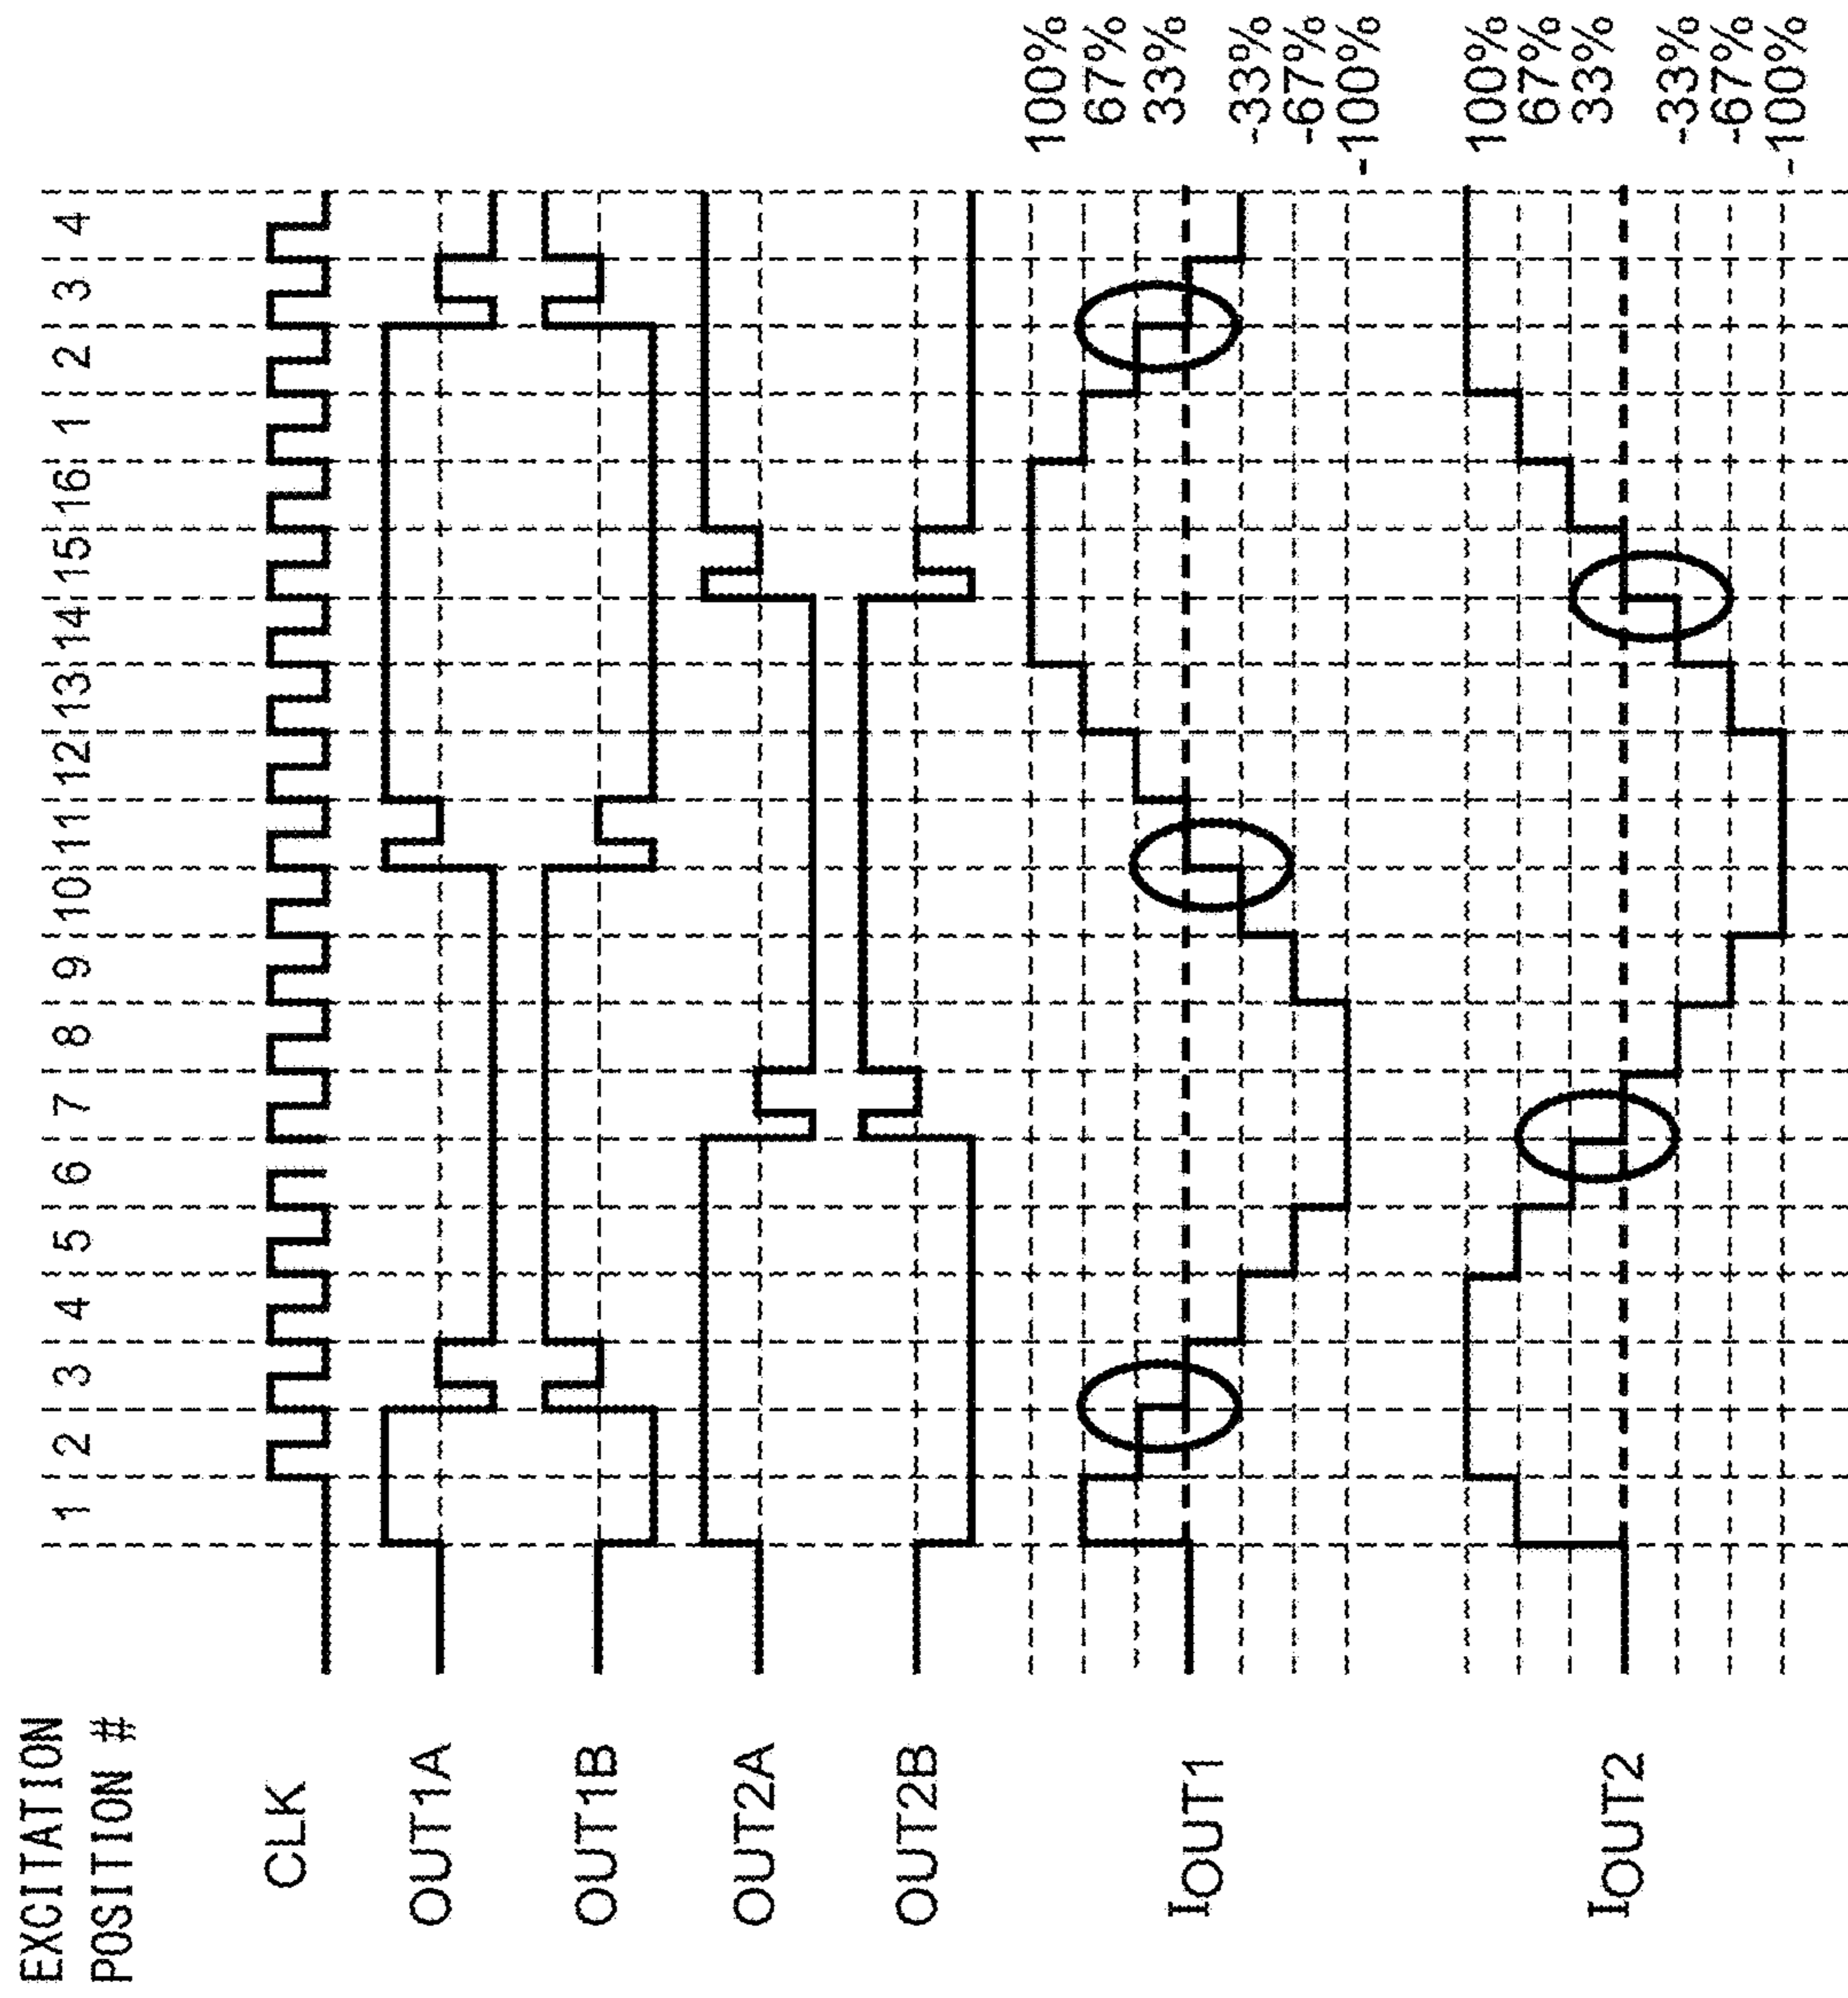 EXCITATION
POSITION #
1 2 3 4 5 6 7 8 9 10 11 12 13 14 15 16 1 2 3 4
CLK
OUT1A
OUT1B
OUT2A
OUT2B
IOUT1
100%
67%
33%
-33%
-67%
-100%
IOUT2
100%
67%
33%
-33%
-67%
-100%